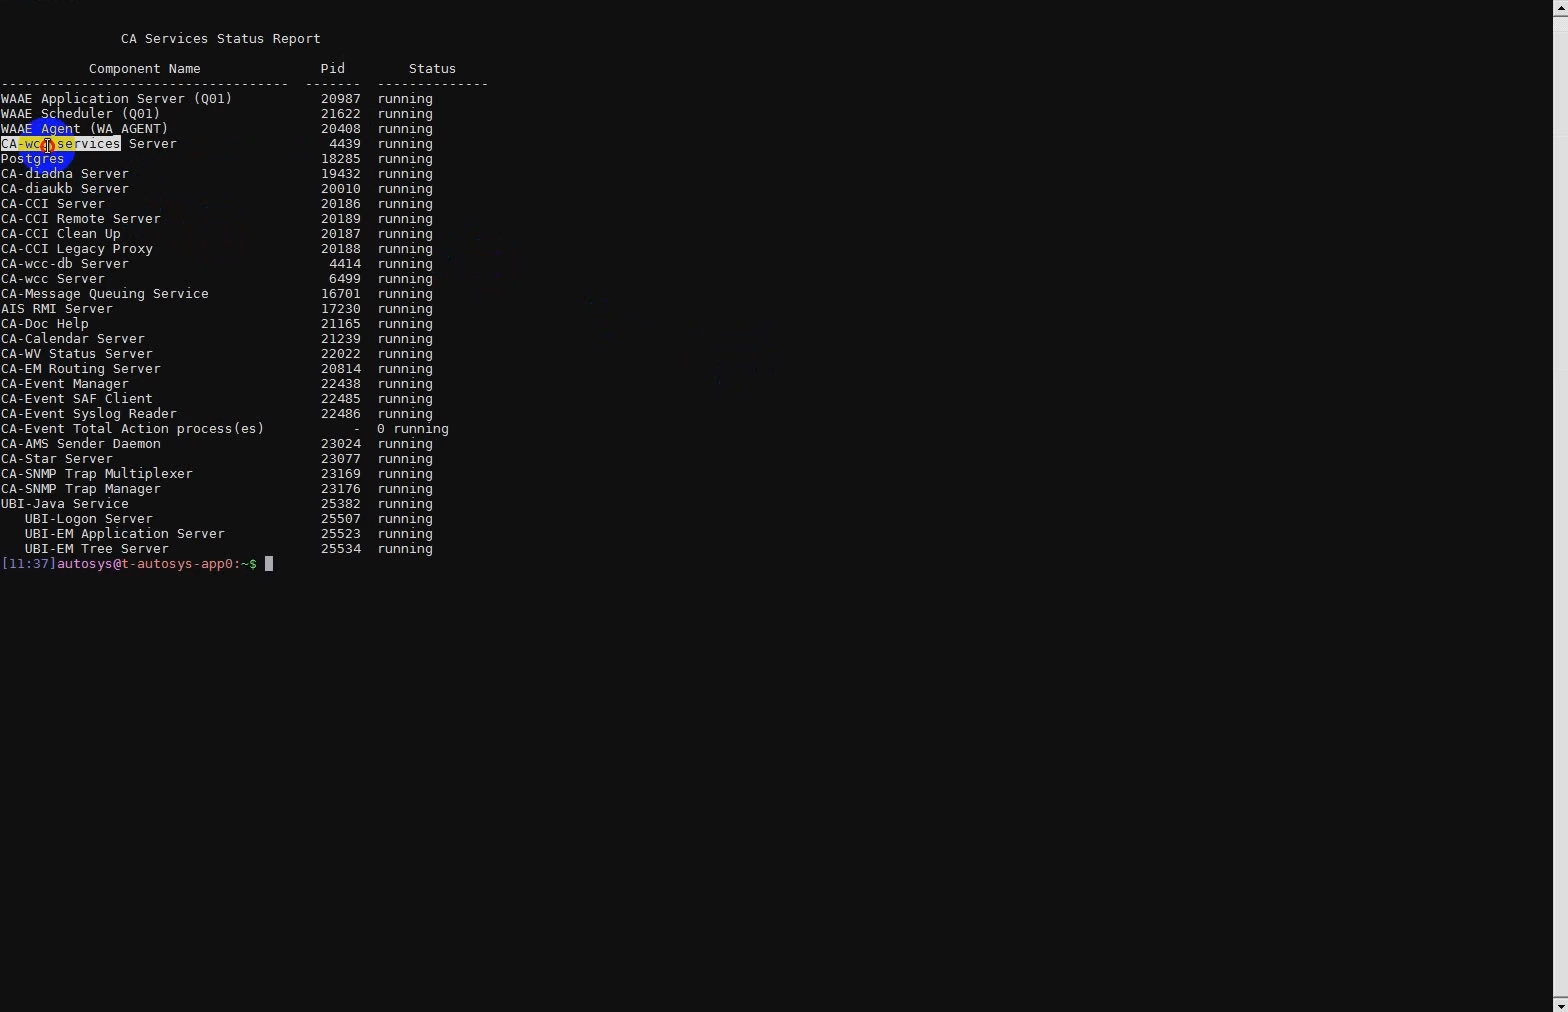 CA Services Status Report
Component Name Pid Status
------------------------------------ ------- --------------
WAAE Application Server (Q01) 20987 running
WAAE Scheduler (Q01) 21622 running
WAAE Agent (WA_AGENT) 20408 running
CA-wcc-services Server 4439 running
Postgres 18285 running
CA-diadna Server 19432 running
CA-diaukb Server 20010 running
CA-CCI Server 20186 running
CA-CCI Remote Server 20189 running
CA-CCI Clean Up 20187 running
CA-CCI Legacy Proxy 20188 running
CA-wcc-db Server 4414 running
CA-wcc Server 6499 running
CA-Message Queuing Service 16701 running
AIS RMI Server 17230 running
CA-Doc Help 21165 running
CA-Calendar Server 21239 running
CA-WV Status Server 22022 running
CA-EM Routing Server 20814 running
CA-Event Manager 22438 running
CA-Event SAF Client 22485 running
CA-Event Syslog Reader 22486 running
CA-Event Total Action process(es) - 0 running
CA-AMS Sender Daemon 23024 running
CA-Star Server 23077 running
CA-SNMP Trap Multiplexer 23169 running
CA-SNMP Trap Manager 23176 running
UBI-Java Service 25382 running
UBI-Logon Server 25507 running
UBI-EM Application Server 25523 running
UBI-EM Tree Server 25534 running
[11:37]autosys@t-autosys-app0:~$